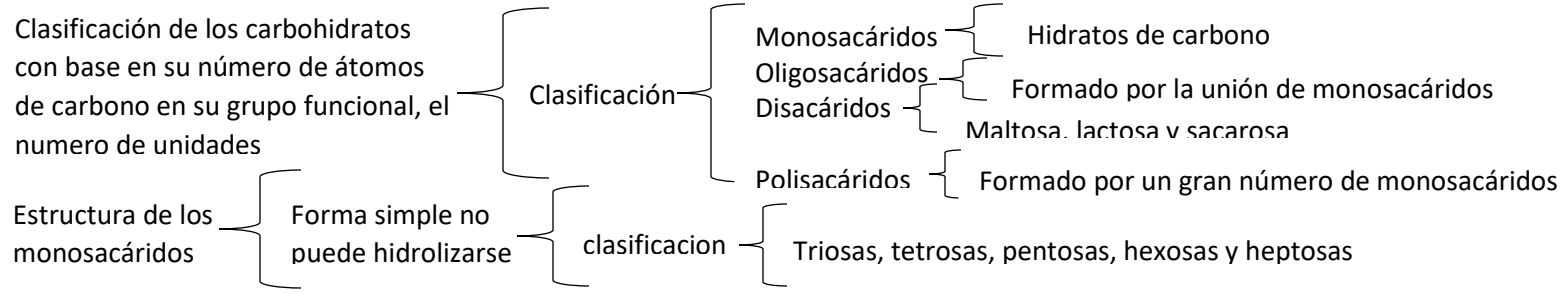 Clasificación de los carbohidratos
con base en su número de átomos
de carbono en su grupo funcional, el
numero de unidades
Clasificación
Monosacáridos
Hidratos de carbono
Oligosacáridos
Formado por la unión de monosacáridos
Disacáridos
Maltosa, lactosa y sacarosa
Polisacáridos
Formado por un gran número de monosacáridos
Estructura de los
monosacáridos
Forma simple no
puede hidrolizarse
clasificacion
Triosas, tetrosas, pentosas, hexosas y heptosas